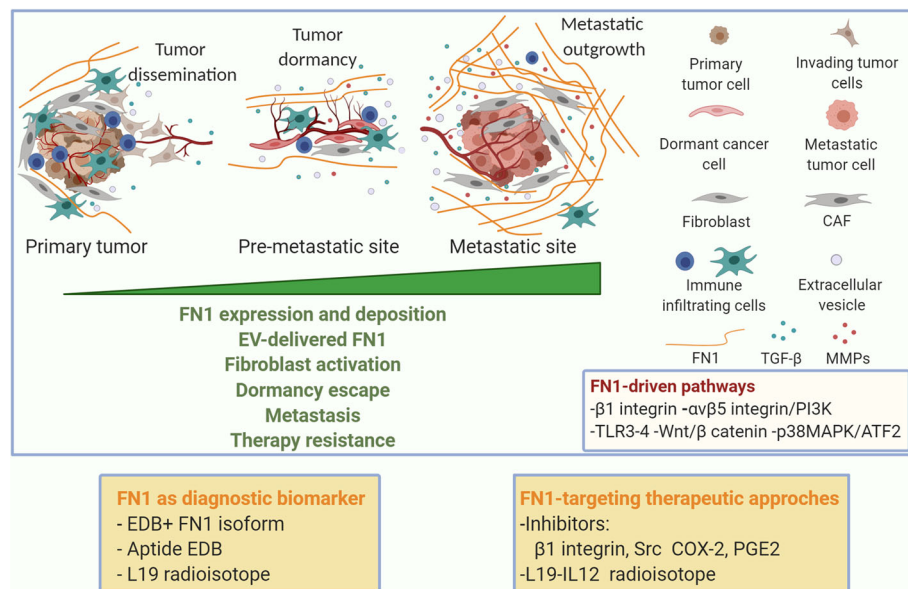 Tumor
dissemination
Tumor
dormancy
Metastatic
outgrowth
Primary tumor
Pre-metastatic site
Metastatic site
FN1 expression and deposition
EV-delivered FN1
Fibroblast activation
Dormancy escape
Metastasis
Therapy resistance
Primary
tumor cell
Invading tumor
cells
Dormant cancer
cell
Metastatic
tumor cell
Fibroblast
CAF
Immune
infiltrating cells
Extracellular
vesicle
FN1
TGF-β
MMPs
FN1-driven pathways
-β1 integrin -αvβ5 integrin/PI3K
-TLR3-4 -Wnt/β catenin -p38MAPK/ATF2
FN1 as diagnostic biomarker
- EDB+ FN1 isoform
- Aptide EDB
- L19 radioisotope
FN1-targeting therapeutic approches
-Inhibitors:
β1 integrin, Src COX-2, PGE2
-L19-IL12 radioisotope